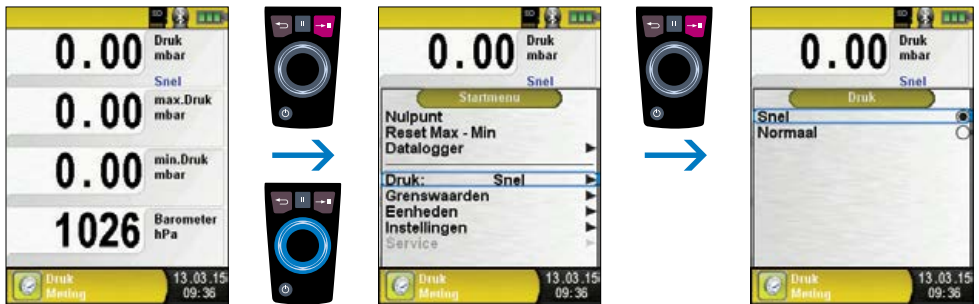 SD
0.00 Druk mbar
Snel
0.00 max.Druk mbar
0.00 min.Druk mbar
1026 Barometer hPa
Druk
Meting
13.03.15
09:36
SD
0.00 Druk mbar
Snel
Startmenu
Nulpunt
Reset Max - Min
Datalogger
Druk: Snel
Grenswaarden
Eenheden
Instellingen
Service
Druk
Meting
13.03.15
09:36
SD
0.00 Druk mbar
Snel
Druk
Snel
Normaal
Druk
Meting
13.03.15
09:36